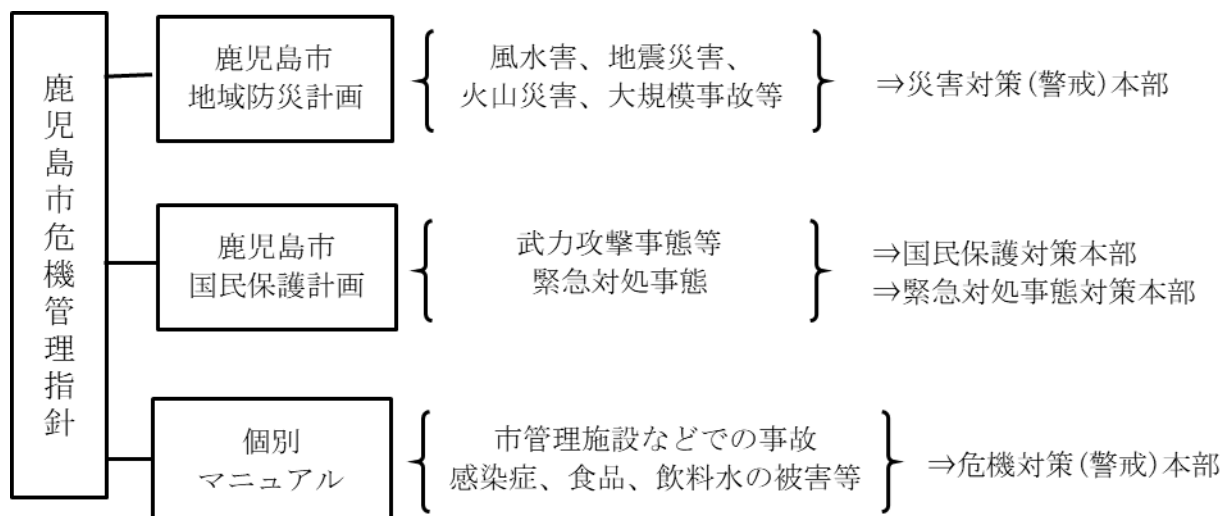 鹿児島市危機管理指針
鹿児島市
地域防災計画
風水害、地震災害、
火山災害、大規模事故等
⇒災害対策(警戒)本部
鹿児島市
国民保護計画
武力攻撃事態等
緊急対処事態
⇒国民保護対策本部
⇒緊急対処事態対策本部
個別
マニュアル
市管理施設などでの事故
感染症、食品、飲料水の被害等
⇒危機対策(警戒)本部